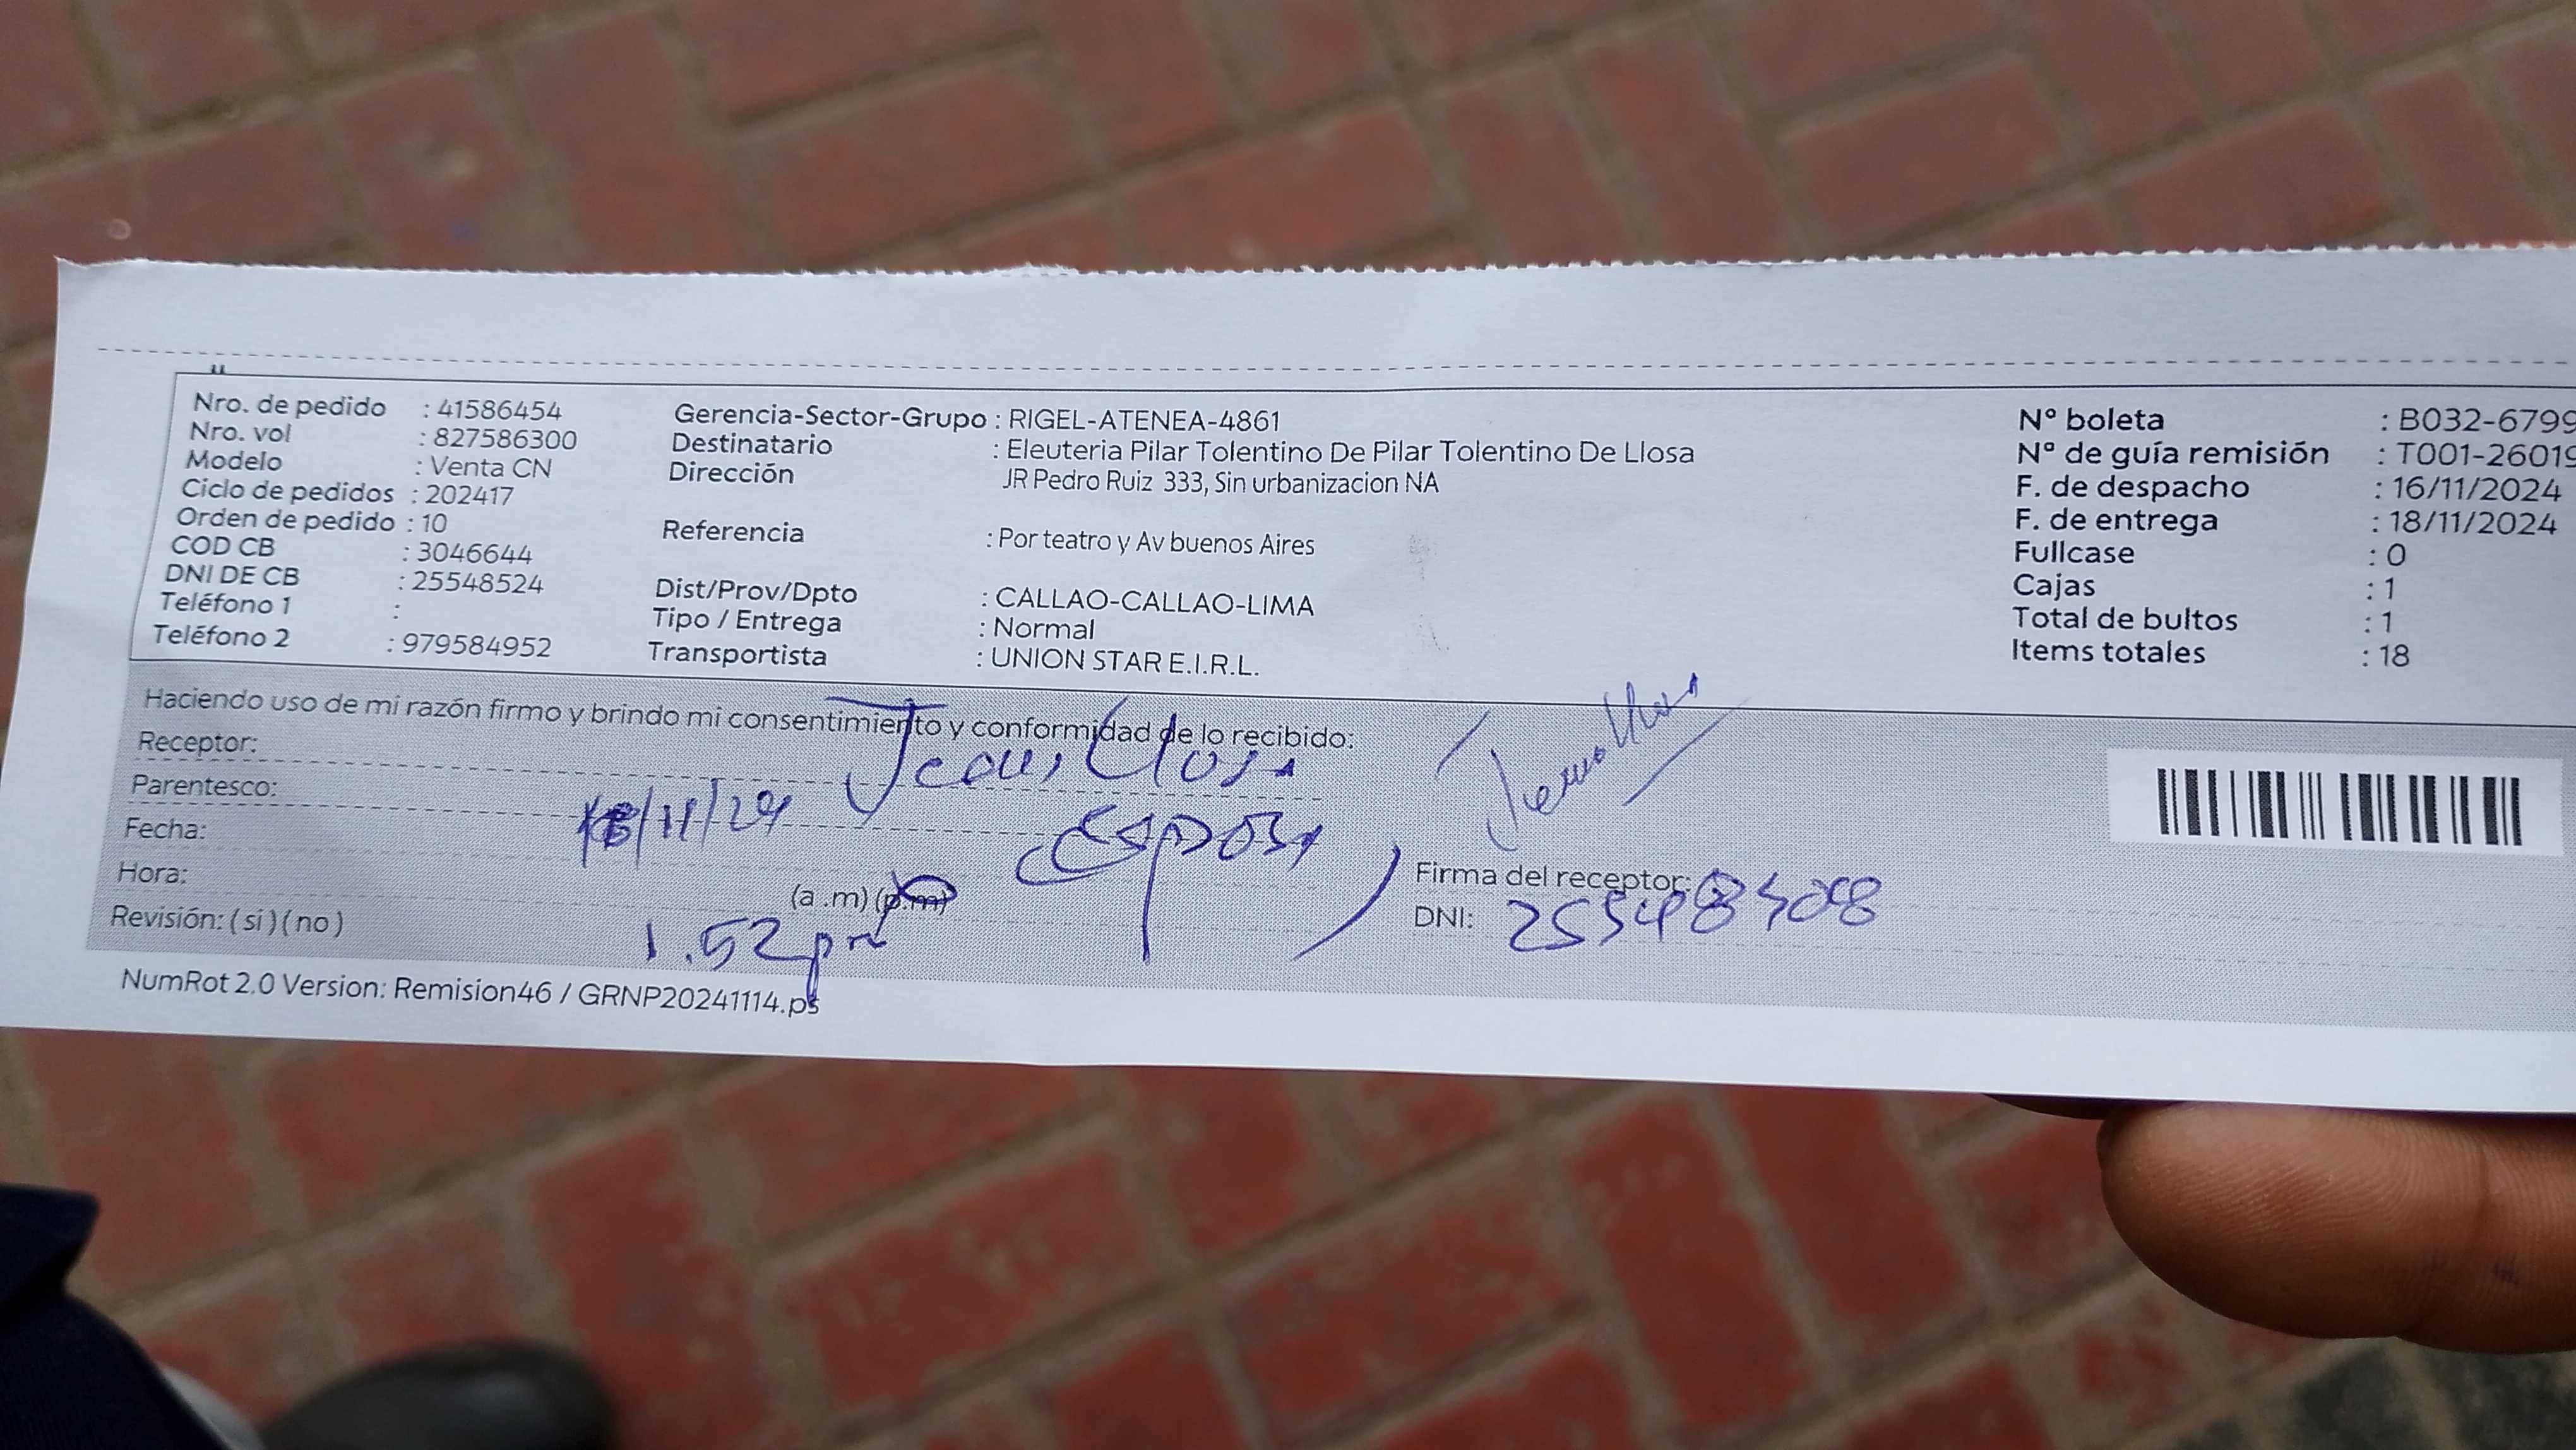 Nro. de pedido : 41586454
Nro. vol : 827586300
Modelo : Venta CN
Ciclo de pedidos : 202417
Orden de pedido : 10
COD CB : 3046644
DNI DE CB : 25548524
Teléfono 1 :
Teléfono 2 : 979584952
Gerencia-Sector-Grupo : RIGEL-ATENEA-4861
Destinatario : Eleuteria Pilar Tolentino De Pilar Tolentino De Llosa
Dirección JR Pedro Ruiz 333, Sin urbanizacion NA
Referencia : Por teatro y Av buenos Aires
Dist/Prov/Dpto : CALLAO-CALLAO-LIMA
Tipo / Entrega : Normal
Transportista : UNION STAR E.I.R.L.
Nº boleta : B032-6799
Nº de guía remisión : T001-26019
F. de despacho : 16/11/2024
F. de entrega : 18/11/2024
Fullcase : 0
Cajas : 1
Total de bultos : 1
Items totales : 18
Haciendo uso de mi razón firmo y brindo mi consentimiento y conformidad de lo recibido:
Receptor: Llosa
Parentesco: Esposo
Fecha: 18/11/24
Hora: 1.52 pm (a.m) (p.m)
Revisión: ( si ) ( no )
Firma del receptor:
DNI:
NumRot 2.0 Version: Remision46 / GRNP20241114.ps